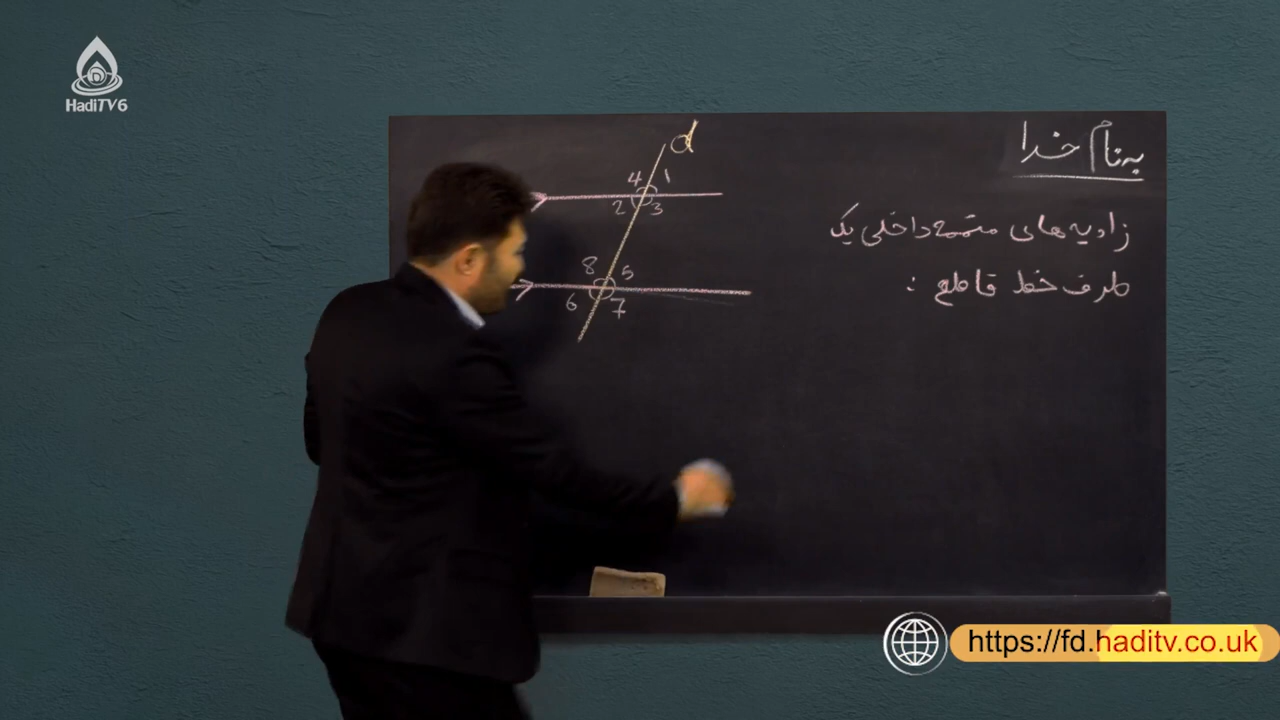 HadiTV6
به نام خدا
زاویه های متممه داخلی یک
طرف خط قاطع :
d
4 1
2 3
8 5
6 7
https://fd.haditv.co.uk